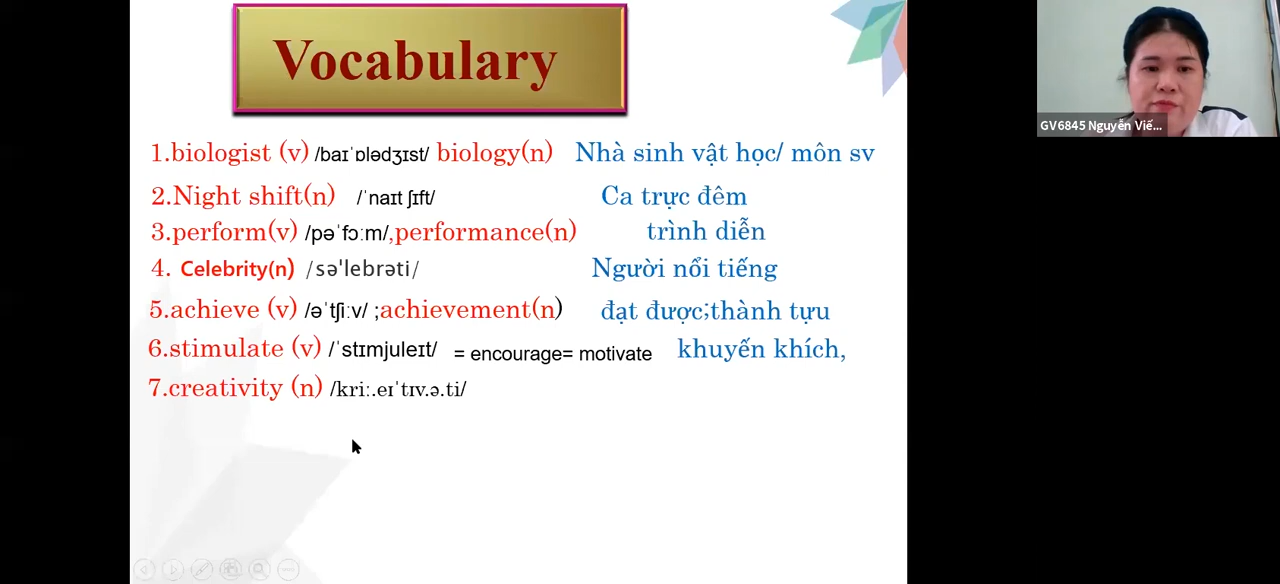 Vocabulary
GV6845 Nguyễn Viế...
1.biologist (v) /baɪˈɒlədʒɪst/ biology(n) Nhà sinh vật học/ môn sv
2.Night shift(n) /ˈnaɪt ʃɪft/ Ca trực đêm
3.perform(v) /pəˈfɔːm/,performance(n) trình diễn
4. Celebrity(n) /səˈlebrəti/ Người nổi tiếng
5.achieve (v) /əˈtʃiːv/ ;achievement(n) đạt được;thành tựu
6.stimulate (v) /ˈstɪmjuleɪt/ = encourage= motivate khuyến khích,
7.creativity (n) /kriː.eɪˈtɪv.ə.ti/